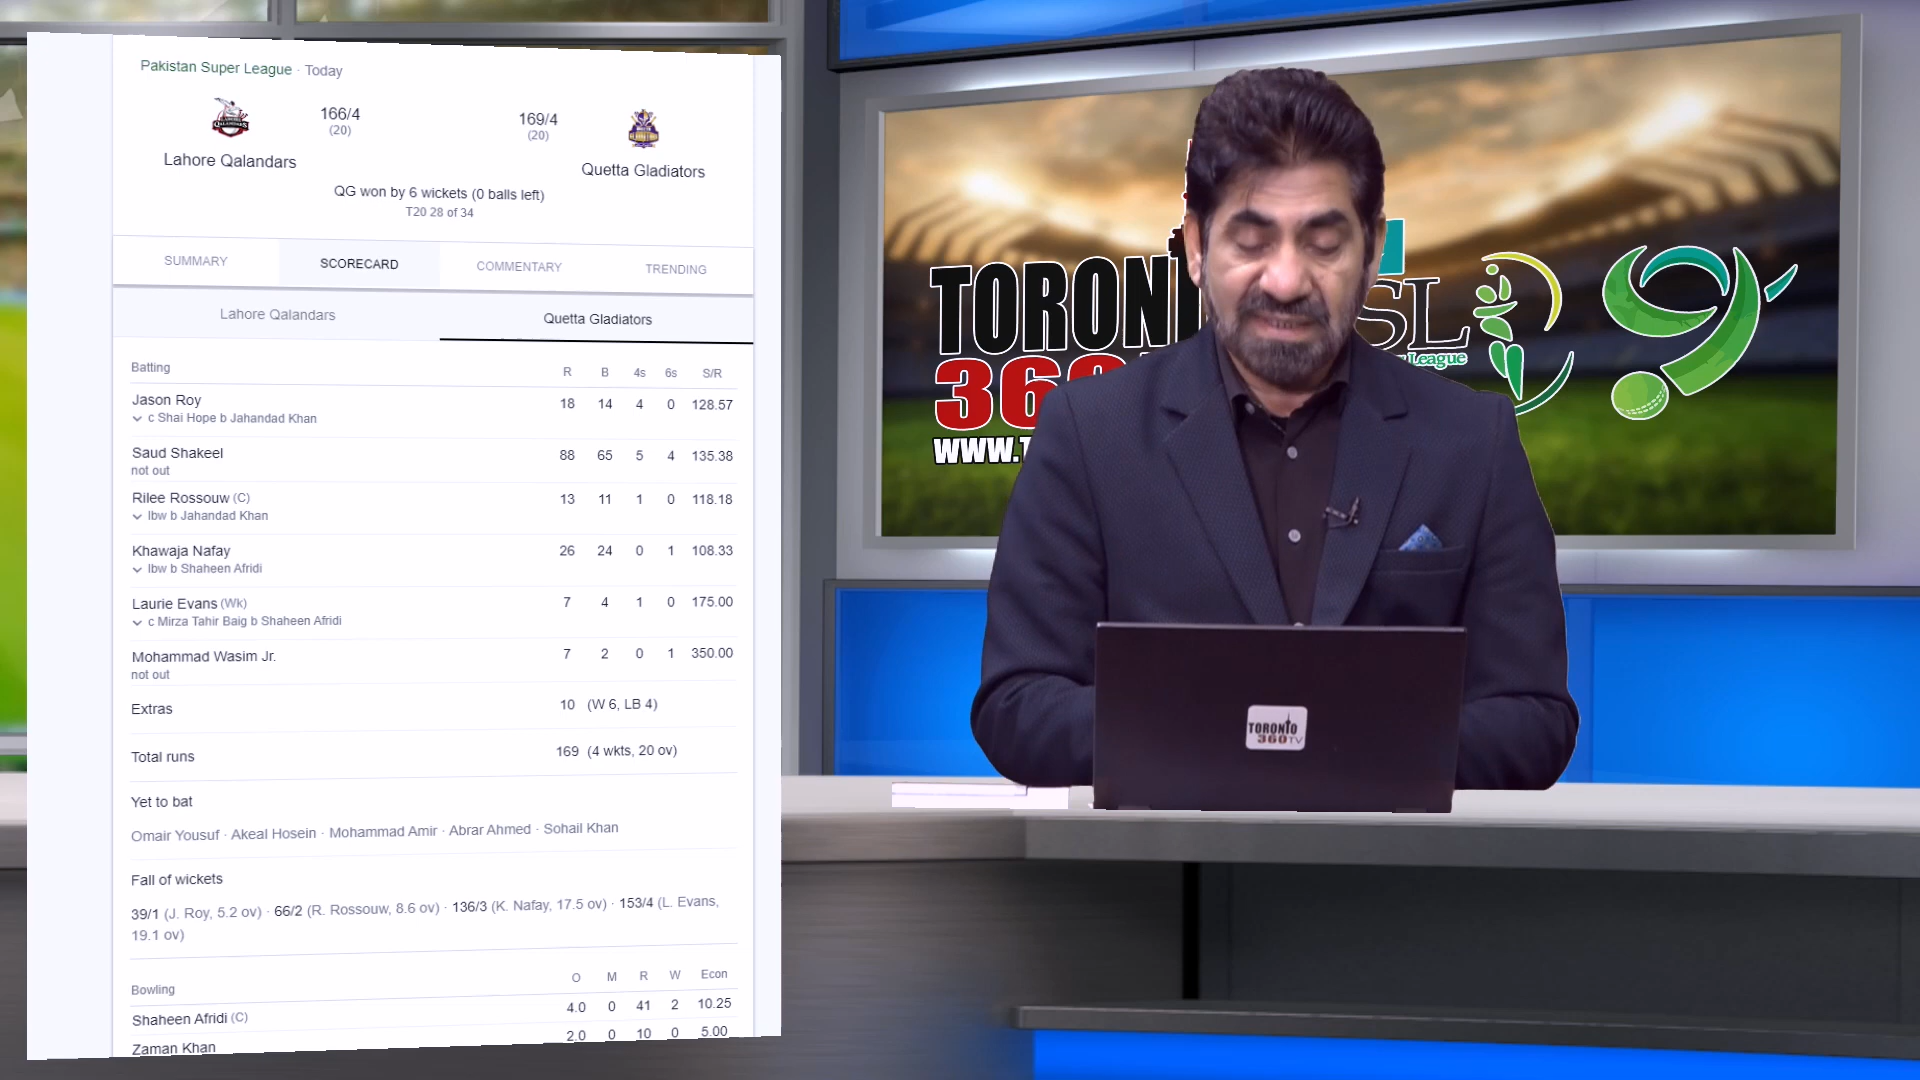 Pakistan Super League · Today
166/4
(20)
169/4
(20)
Lahore Qalandars
Quetta Gladiators
QG won by 6 wickets (0 balls left)
T20 28 of 34
SUMMARY SCORECARD COMMENTARY TRENDING
Lahore Qalandars Quetta Gladiators
Batting R B 4s 6s S/R
Jason Roy 18 14 4 0 128.57
c Shai Hope b Jahandad Khan
Saud Shakeel 88 65 5 4 135.38
not out
Rilee Rossouw (C) 13 11 1 0 118.18
lbw b Jahandad Khan
Khawaja Nafay 26 24 0 1 108.33
lbw b Shaheen Afridi
Laurie Evans (Wk) 7 4 1 0 175.00
c Mirza Tahir Baig b Shaheen Afridi
Mohammad Wasim Jr. 7 2 0 1 350.00
not out
Extras 10 (W 6, LB 4)
Total runs 169 (4 wkts, 20 ov)
Yet to bat
Omair Yousuf · Akeal Hosein · Mohammad Amir · Abrar Ahmed · Sohail Khan
Fall of wickets
39/1 (J. Roy, 5.2 ov) · 66/2 (R. Rossouw, 8.6 ov) · 136/3 (K. Nafay, 17.5 ov) · 153/4 (L. Evans,
19.1 ov)
Bowling O M R W Econ
Shaheen Afridi (C) 4.0 0 41 2 10.25
Zaman Khan 2.0 0 10 0 5.00
TORON
36
WWW.T
SL
League
9
TORONTO
360TV